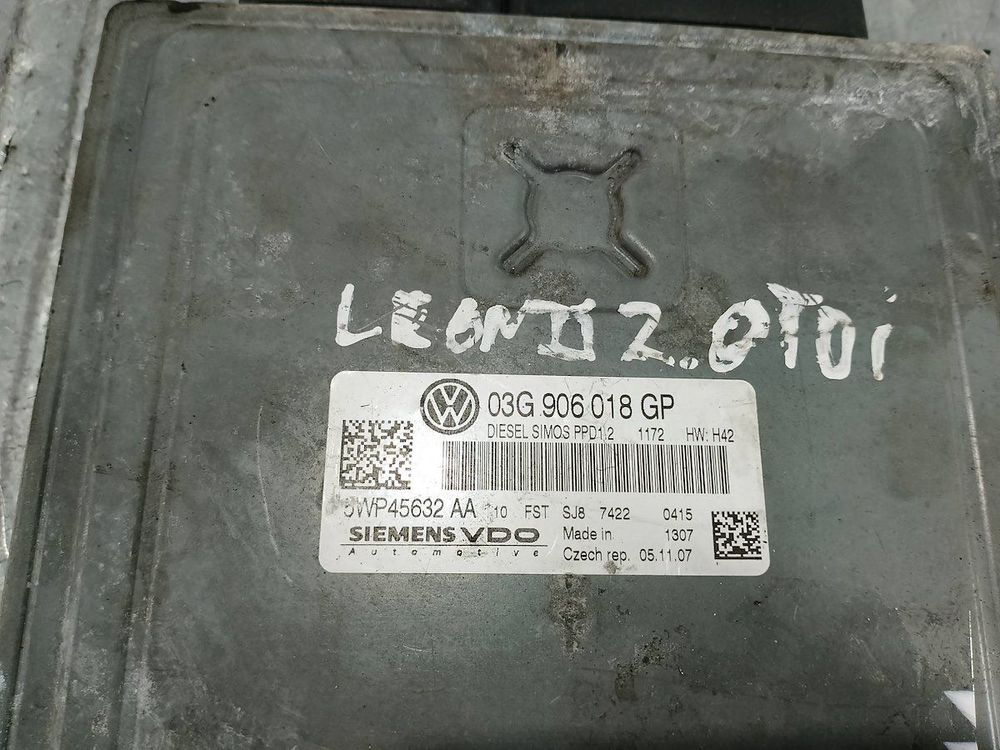 LEON II 2.0TDi
03G 906 018 GP
DIESEL SIMOS PPD1.2 1172 HW: H42
5WP45632 AA 10 FST SJ8 7422 0415
SIEMENS VDO Made in 1307
Automotive Czech rep. 05.11.07